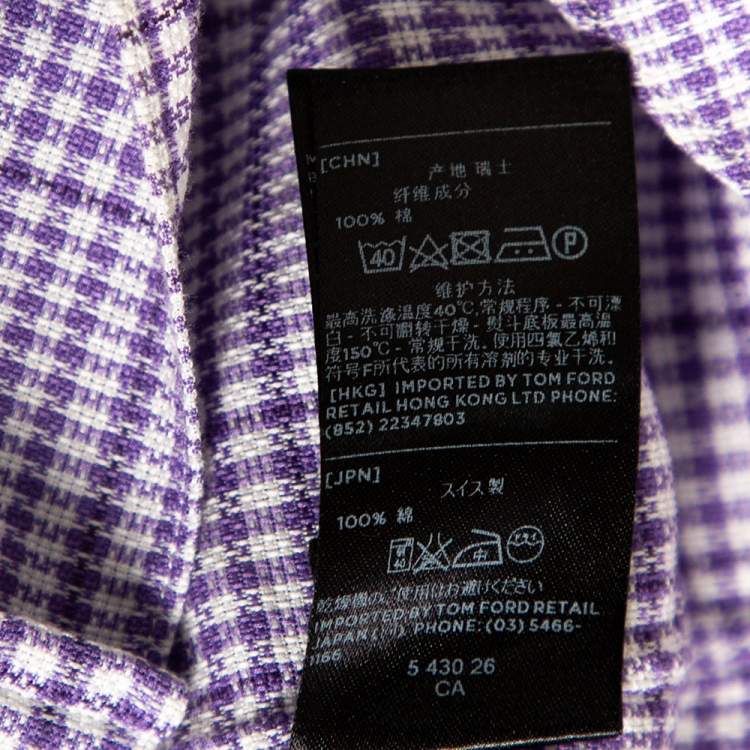 [CHN]
产地 瑞士
纤维成分
100% 棉
40 P
维护方法
最高洗涤温度40℃,常规程序 - 不可漂
白 - 不可翻转干燥 - 熨斗底板最高温
度150℃ - 常规干洗.使用四氯乙烯和
符号F所代表的所有溶剂的专业干洗.
[HKG] IMPORTED BY TOM FORD
RETAIL HONG KONG LTD PHONE:
(852) 22347803
[JPN]
スイス製
100% 綿
40 中
乾燥機のご使用はお避けください
IMPORTED BY TOM FORD RETAIL
JAPAN PHONE: (03) 5466-
1166
5 430 26
CA